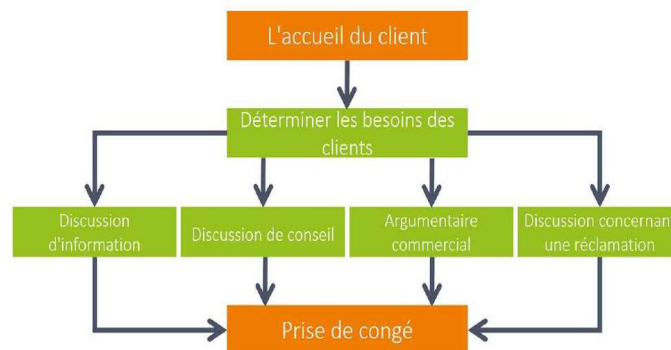 L'accueil du client
Déterminer les besoins des
clients
Discussion
d'information
Discussion de conseil
Argumentaire
commercial
Discussion concernant
une réclamation
Prise de congé